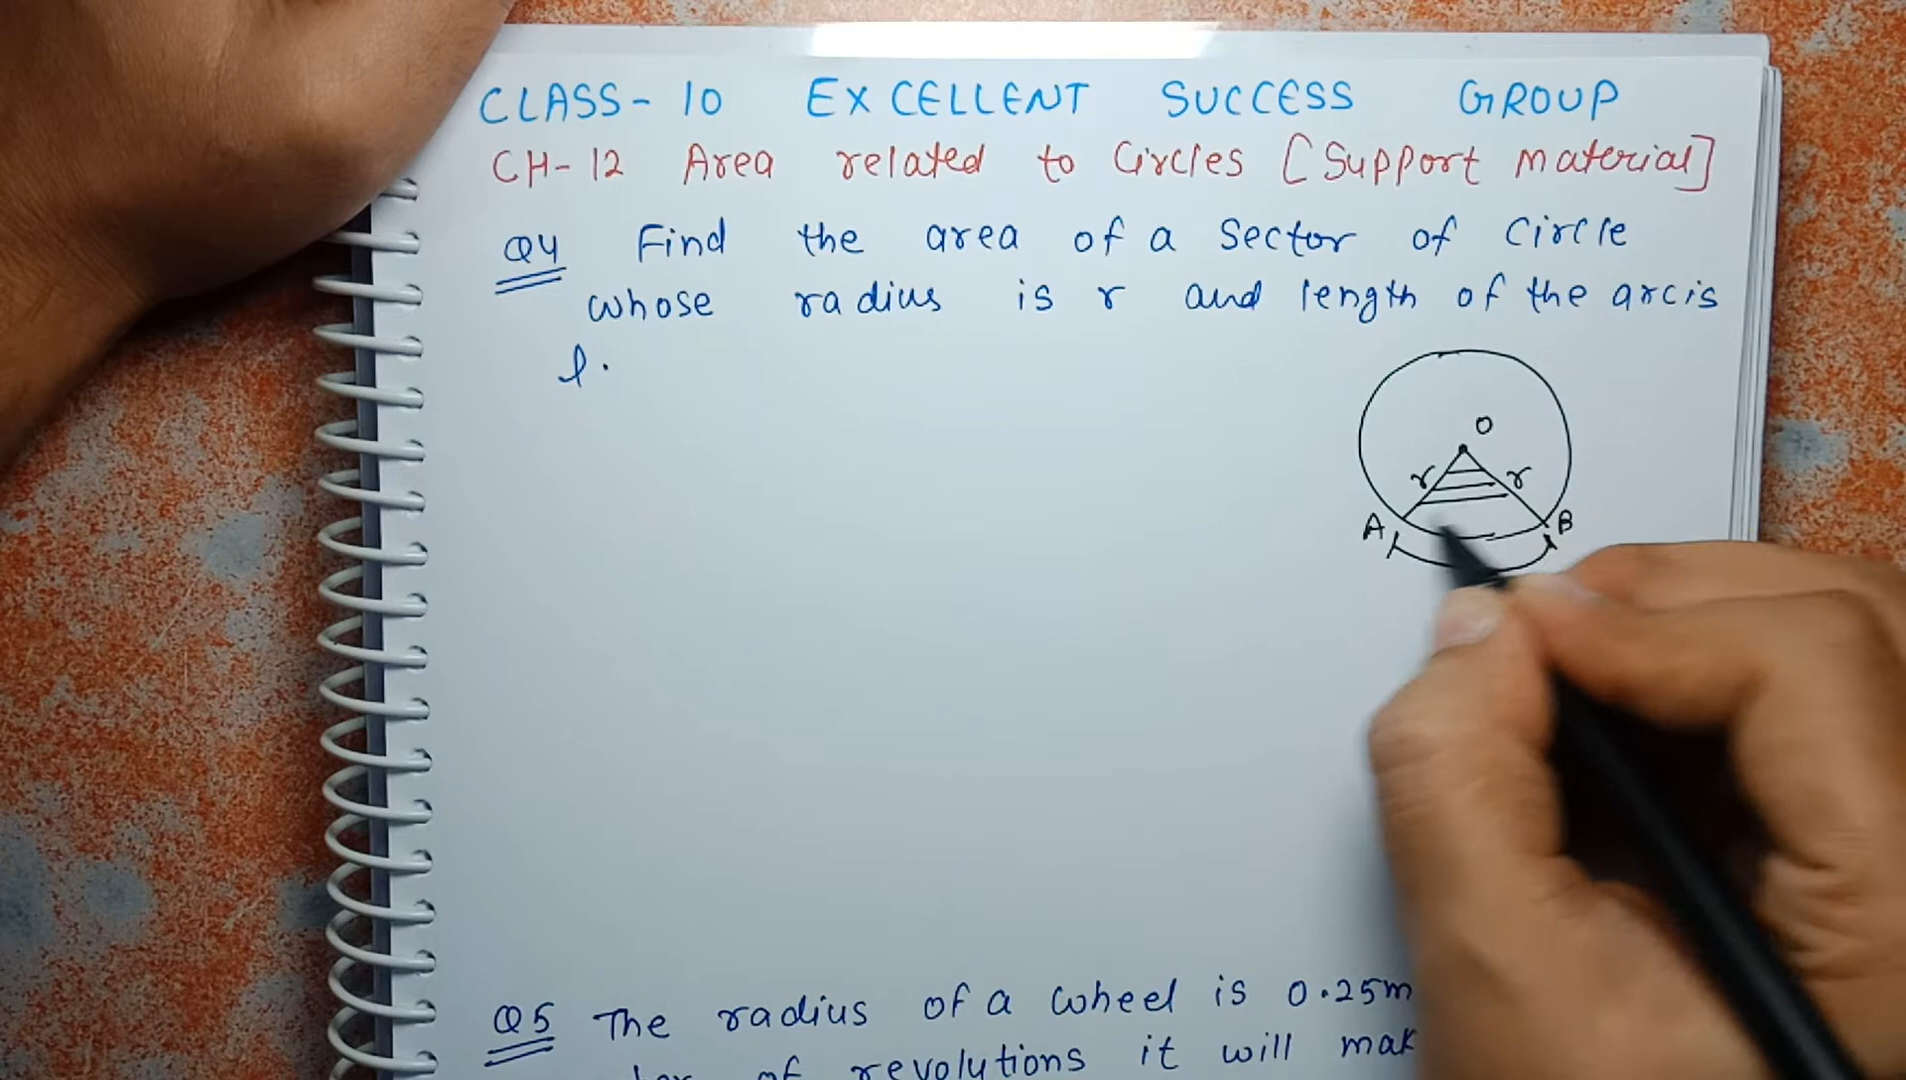 CLASS-10 EXCELLENT SUCCESS GROUP
CH-12 Area related to Circles [Support material]
Q4 Find the area of a Sector of Circle
whose radius is r and length of the arc is
l.
O
r r
A B
Q5 The radius of a wheel is 0.25m
of revolutions it will